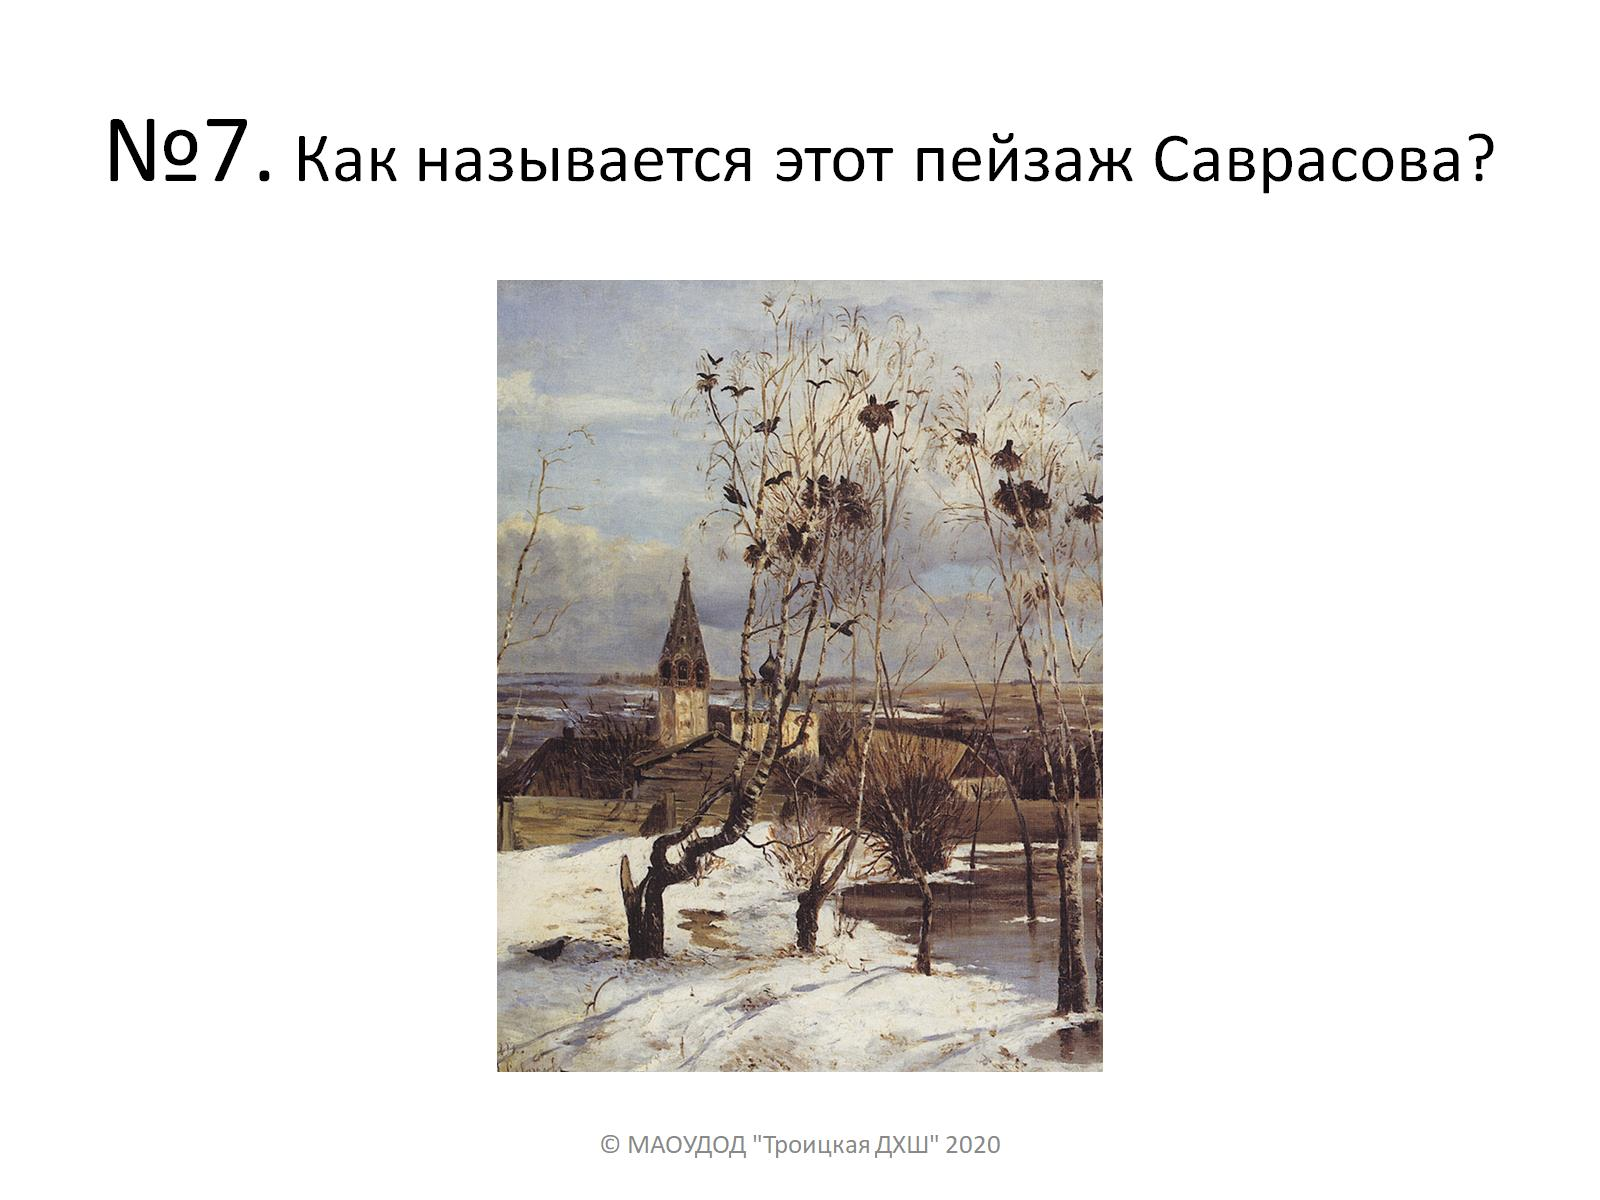 №7. Как называется этот пейзаж Саврасова?
© МАОУДОД "Троицкая ДХШ" 2020